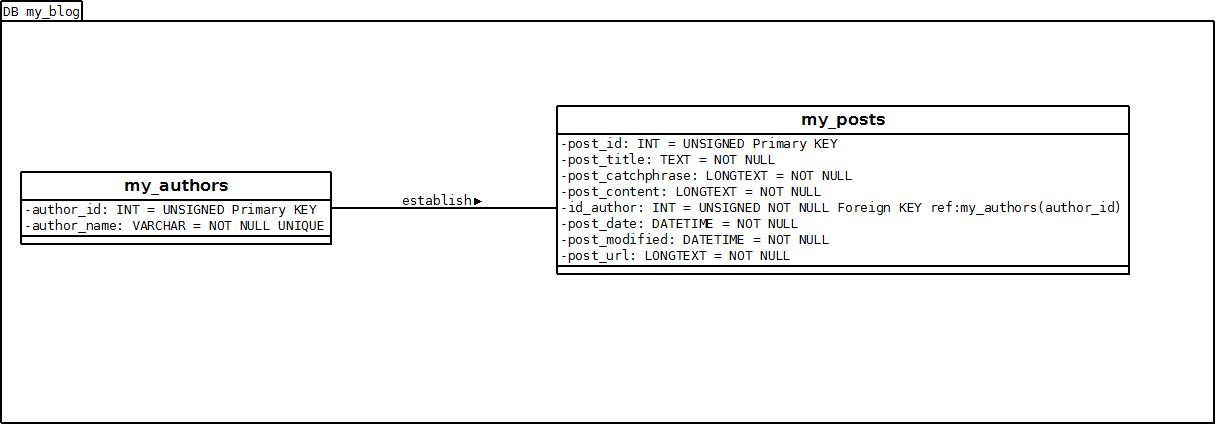 DB my_blog
my_authors
-author_id: INT = UNSIGNED Primary KEY
-author_name: VARCHAR = NOT NULL UNIQUE
establish
my_posts
-post_id: INT = UNSIGNED Primary KEY
-post_title: TEXT = NOT NULL
-post_catchphrase: LONGTEXT = NOT NULL
-post_content: LONGTEXT = NOT NULL
-id_author: INT = UNSIGNED NOT NULL Foreign KEY ref:my_authors(author_id)
-post_date: DATETIME = NOT NULL
-post_modified: DATETIME = NOT NULL
-post_url: LONGTEXT = NOT NULL